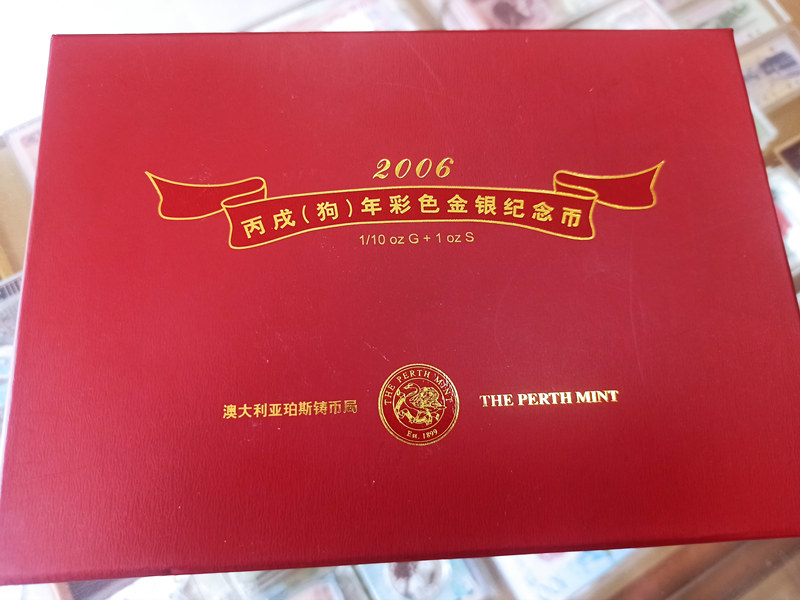 2006
丙戌(狗)年彩色金银纪念币
1/10 oz G + 1 oz S
澳大利亚珀斯铸币局
THE PERTH MINT
Est. 1899
THE PERTH MINT